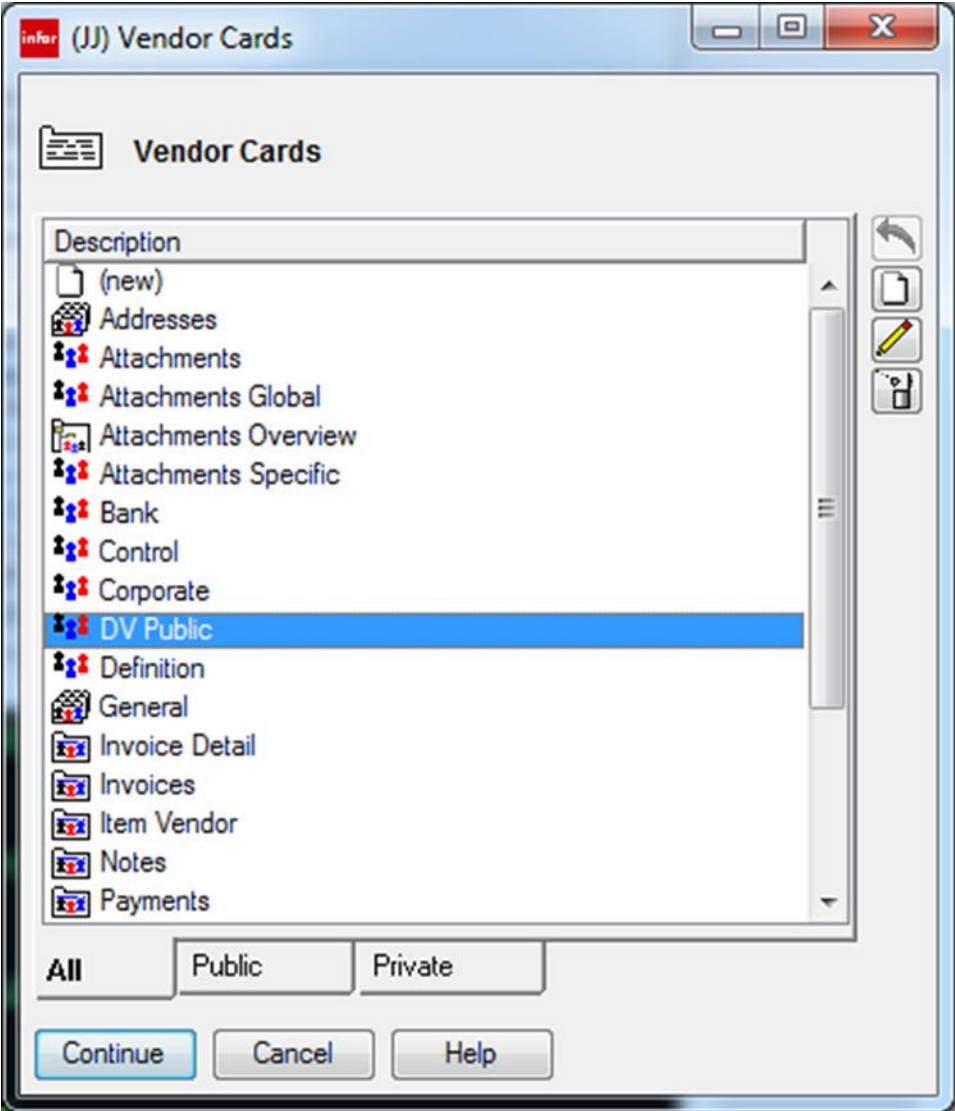 infor (JJ) Vendor Cards
Vendor Cards
Description
(new)
Addresses
Attachments
Attachments Global
Attachments Overview
Attachments Specific
Bank
Control
Corporate
DV Public
Definition
General
Invoice Detail
Invoices
Item Vendor
Notes
Payments
All Public Private
Continue Cancel Help